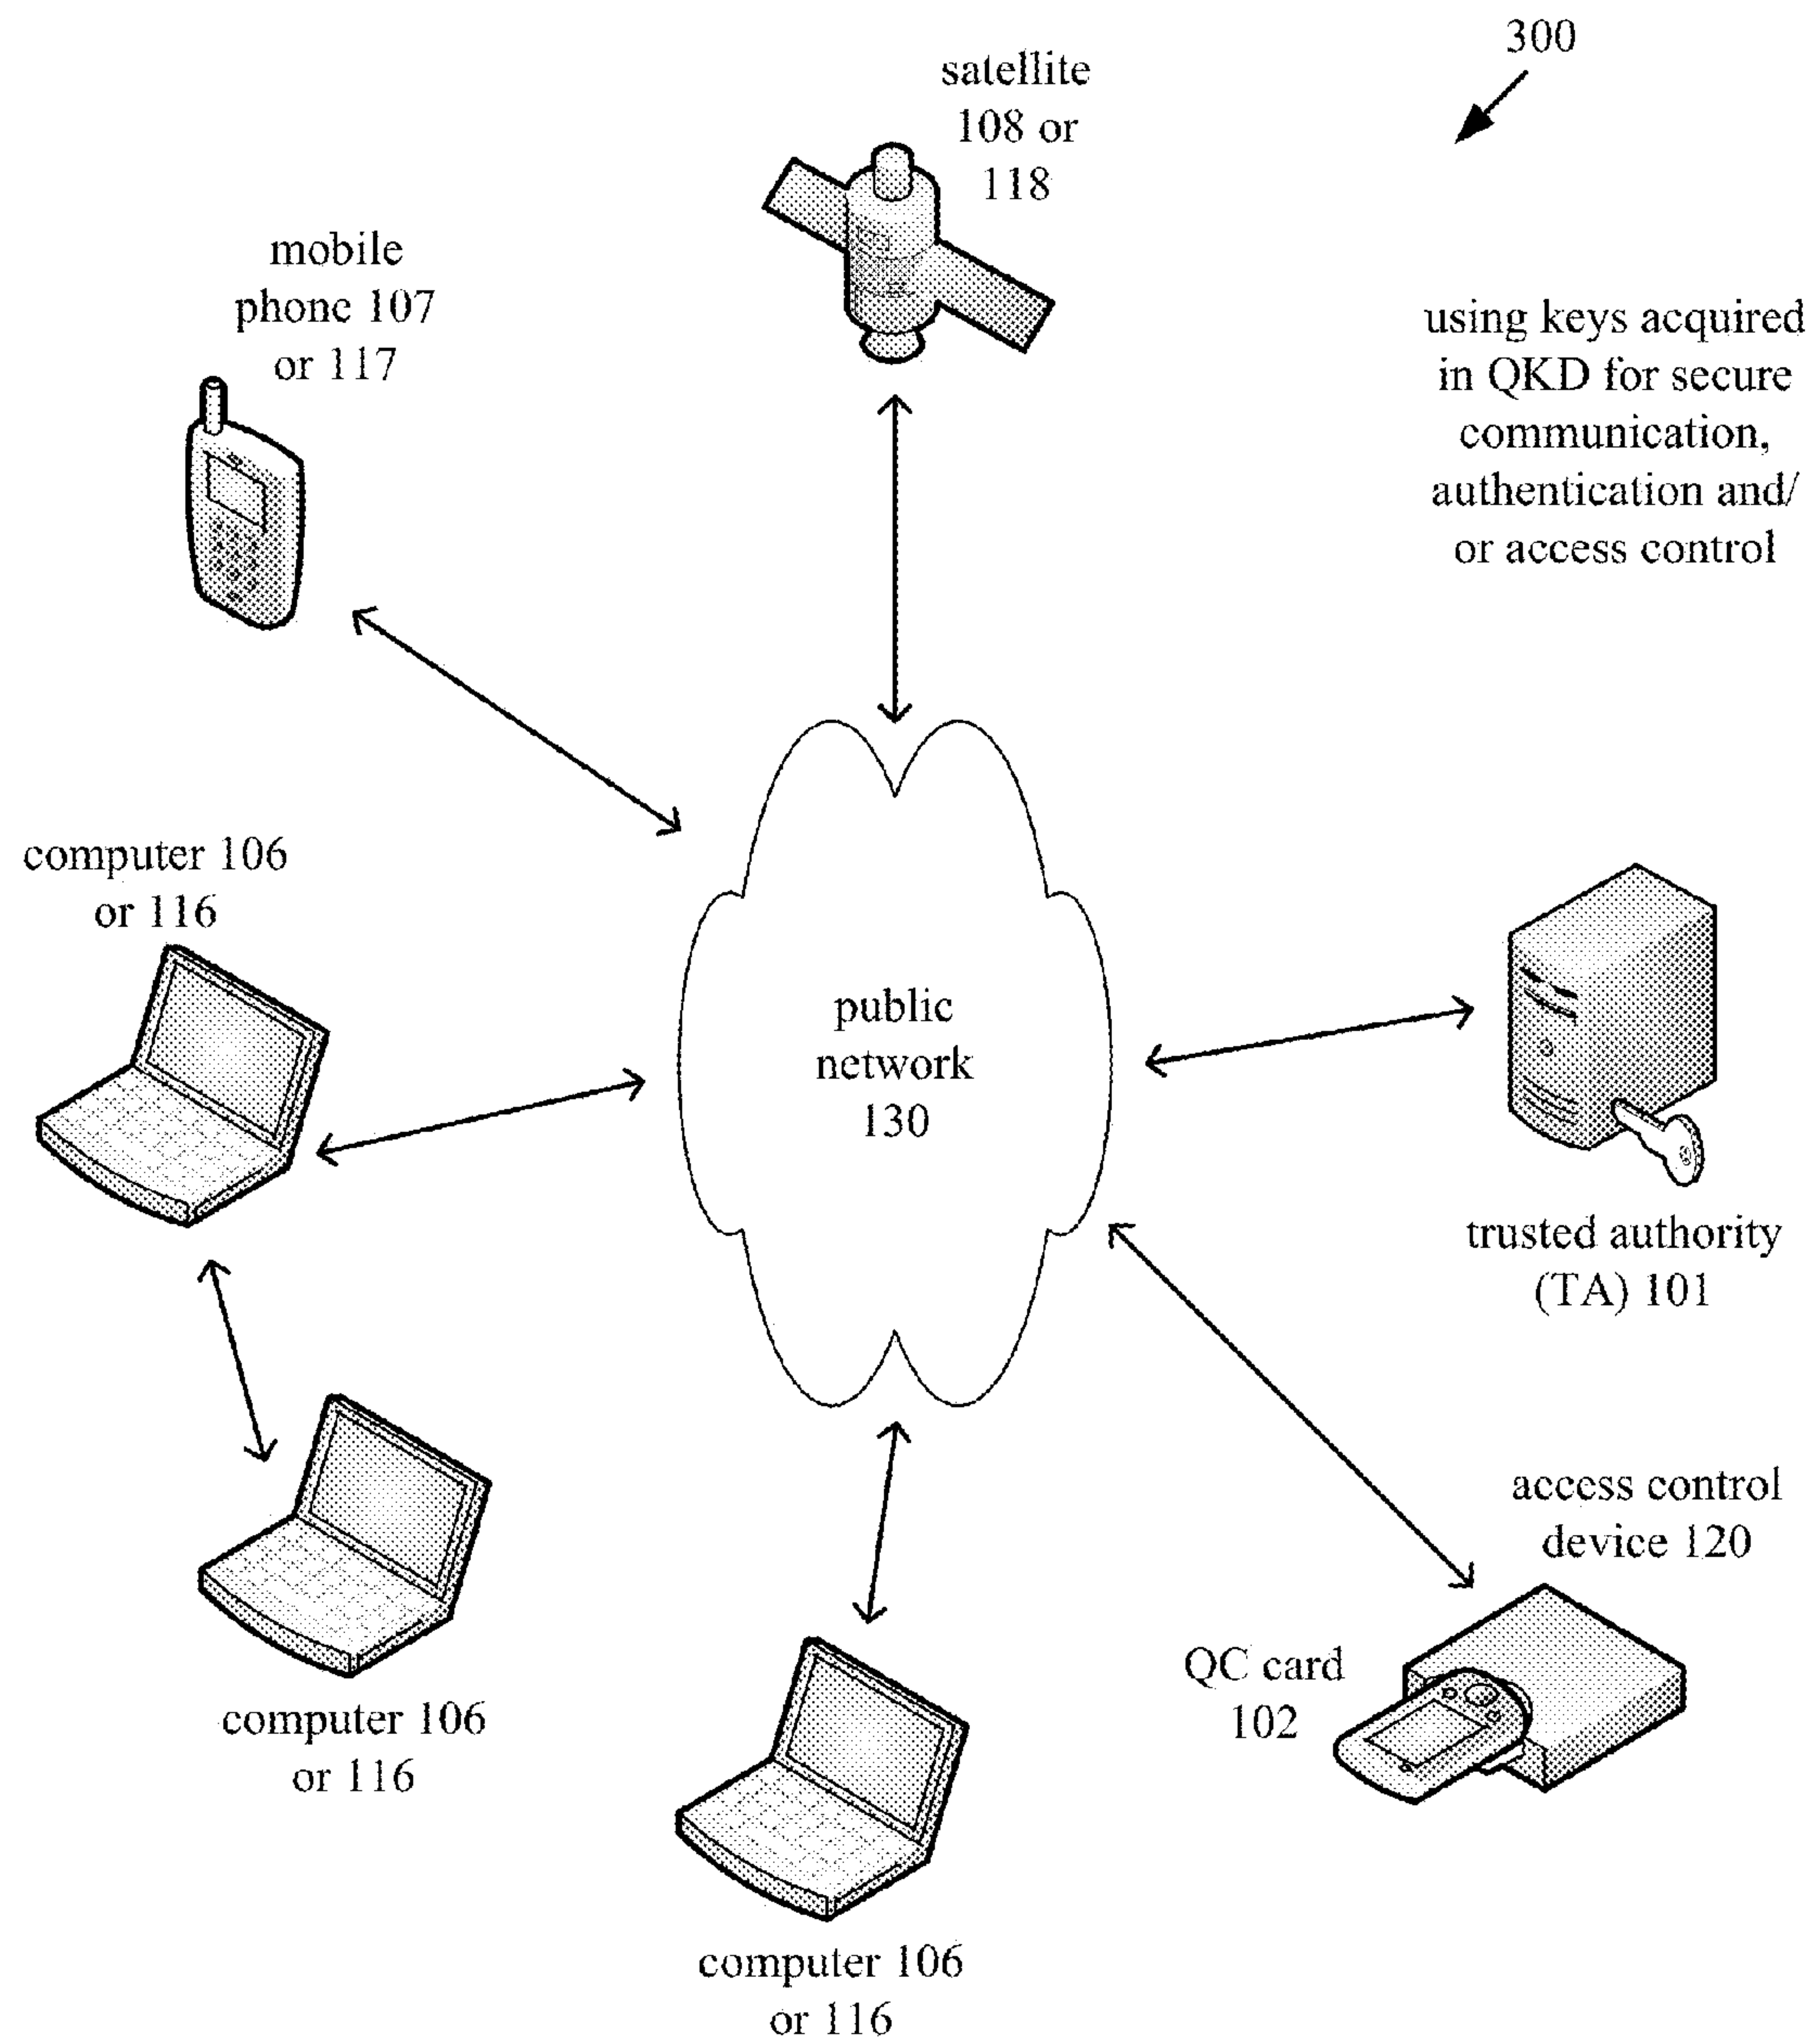 300
satellite
108 or
118
mobile
phone 107
or 117
using keys acquired
in QKD for secure
communication,
authentication and/
or access control
computer 106
or 116
public
network
130
trusted authority
(TA) 101
access control
device 120
QC card
102
computer 106
or 116
computer 106
or 116